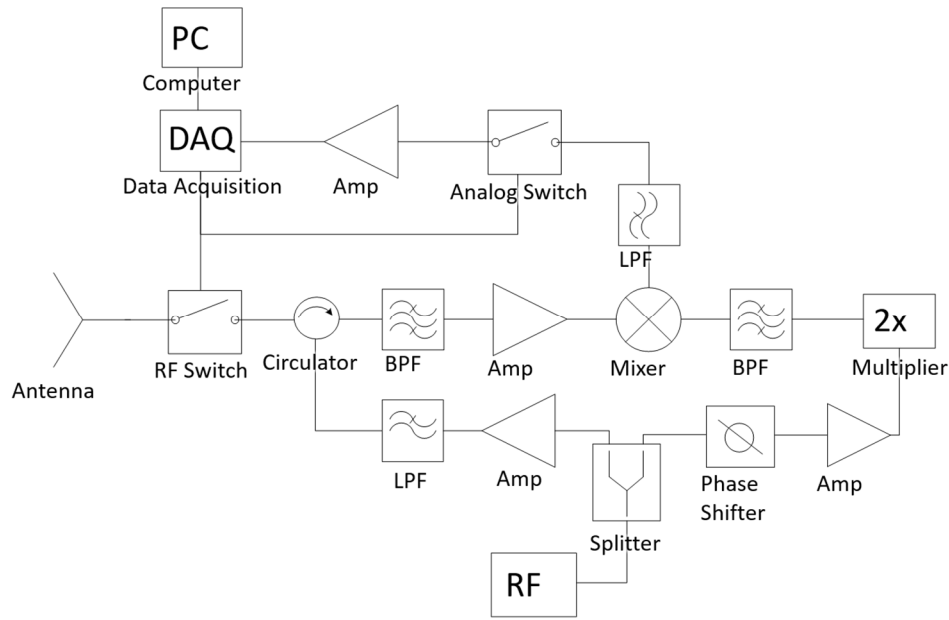 PC
Computer
DAQ
Data Acquisition
Amp
Analog Switch
LPF
Antenna
RF Switch
Circulator
BPF
Amp
Mixer
BPF
2x
Multiplier
LPF
Amp
Splitter
Phase
Shifter
Amp
RF